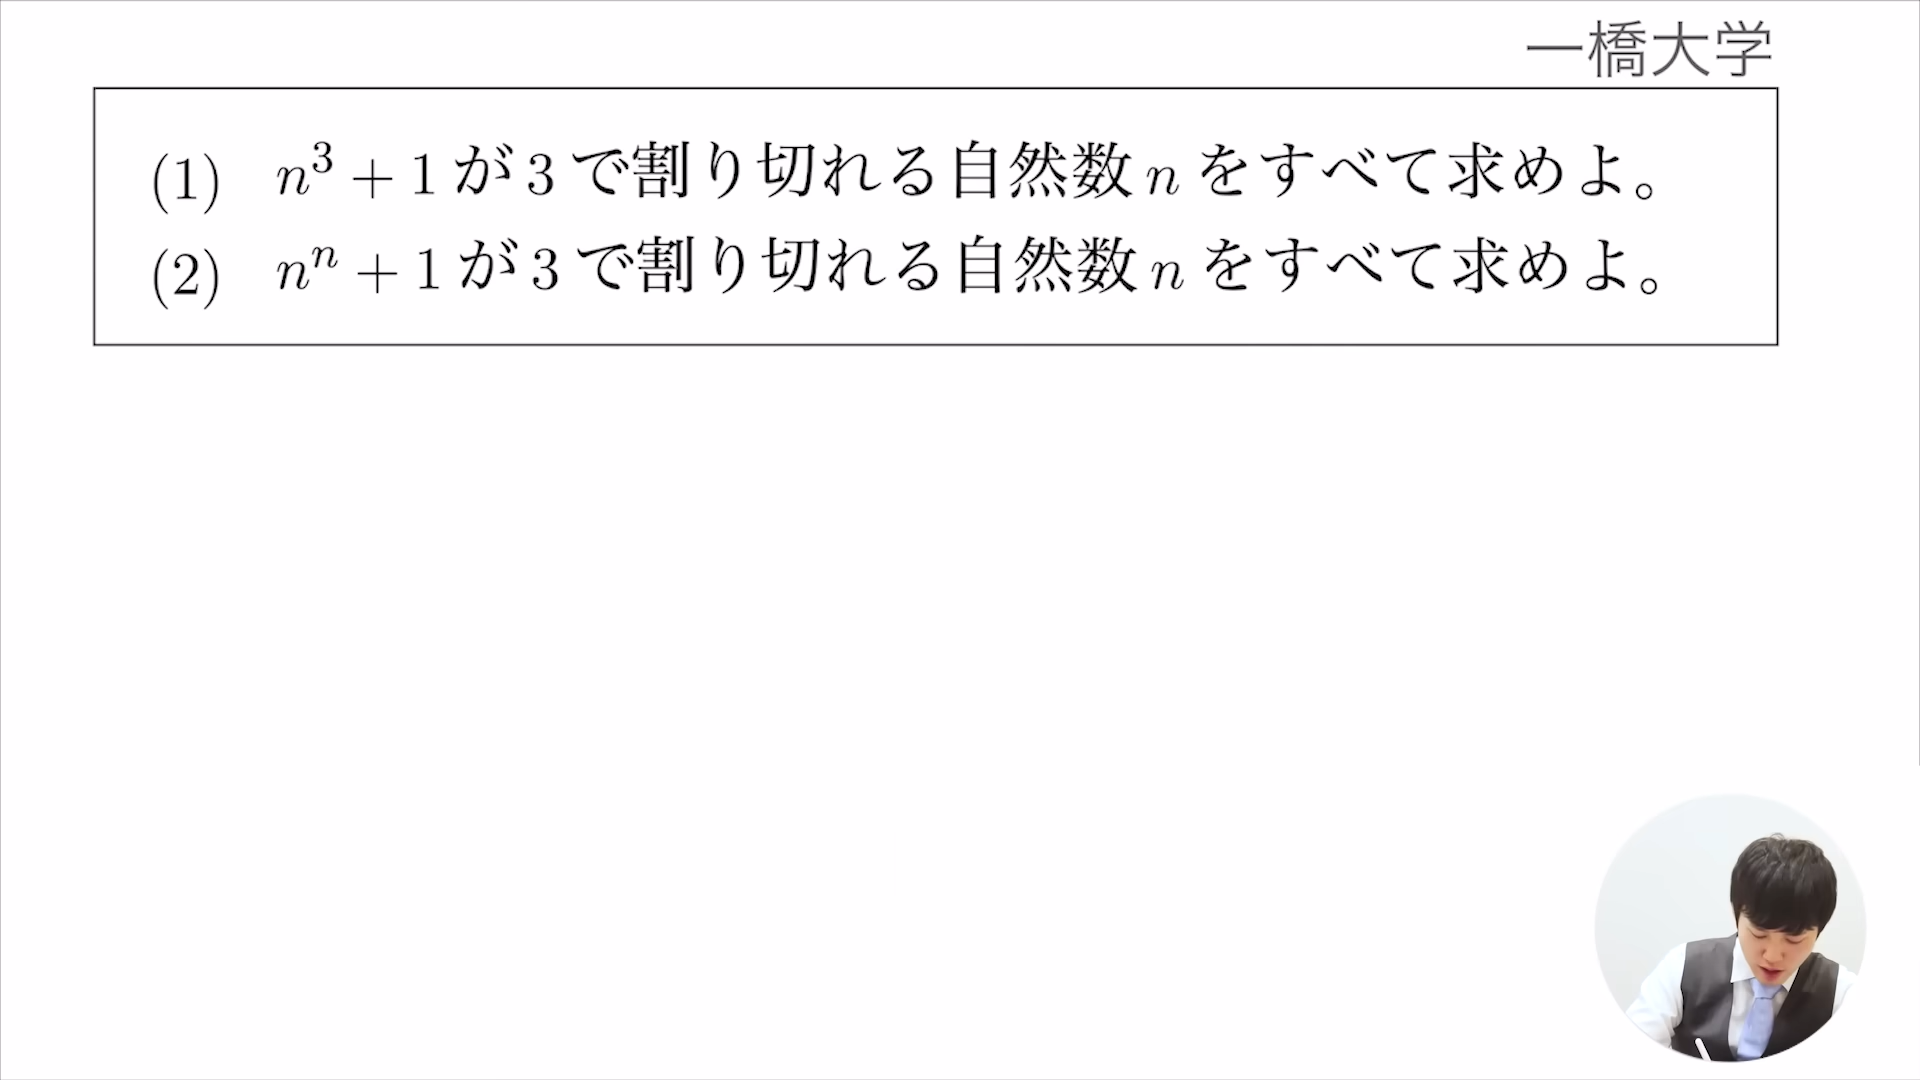 一橋大学
(1) n³ + 1 が 3 で割り切れる自然数 n をすべて求めよ。
(2) nⁿ + 1 が 3 で割り切れる自然数 n をすべて求めよ。